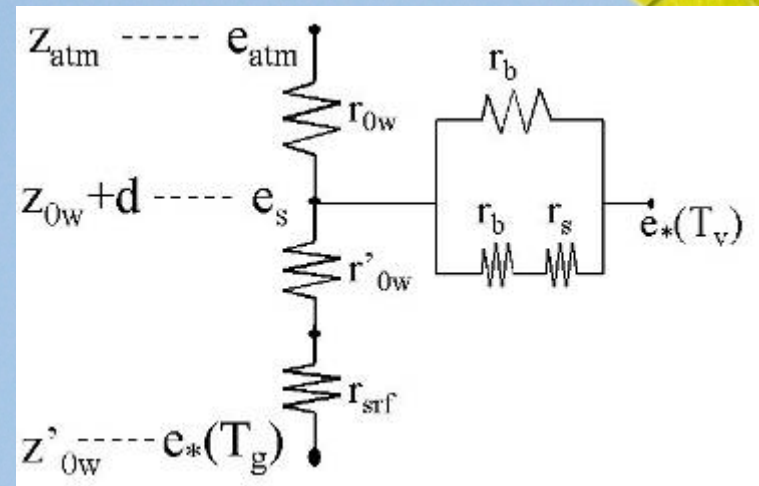 z_atm ----- e_atm
r_b
r_0w
z_0w+d ----- e_s
r_b r_s
e_*(T_v)
r'_0w
r_srf
z'_0w ----- e_*(T_g)